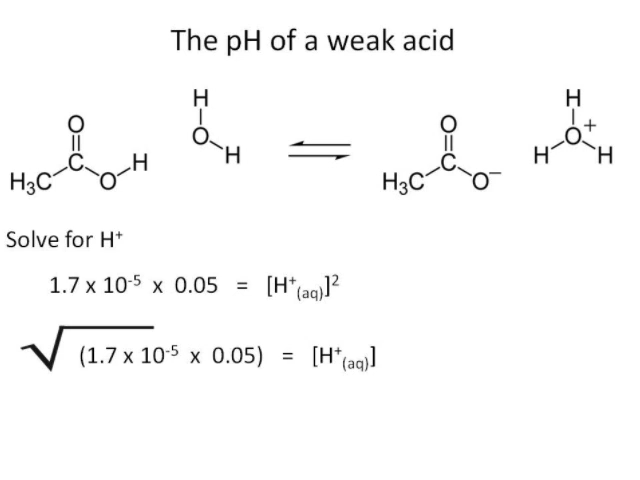 The pH of a weak acid
O
H₃C C O H
H
O H
O
H₃C C O⁻
H
H O⁺ H
Solve for H⁺
1.7 x 10⁻⁵ x 0.05 = [H⁺(aq)]²
√(1.7 x 10⁻⁵ x 0.05) = [H⁺(aq)]